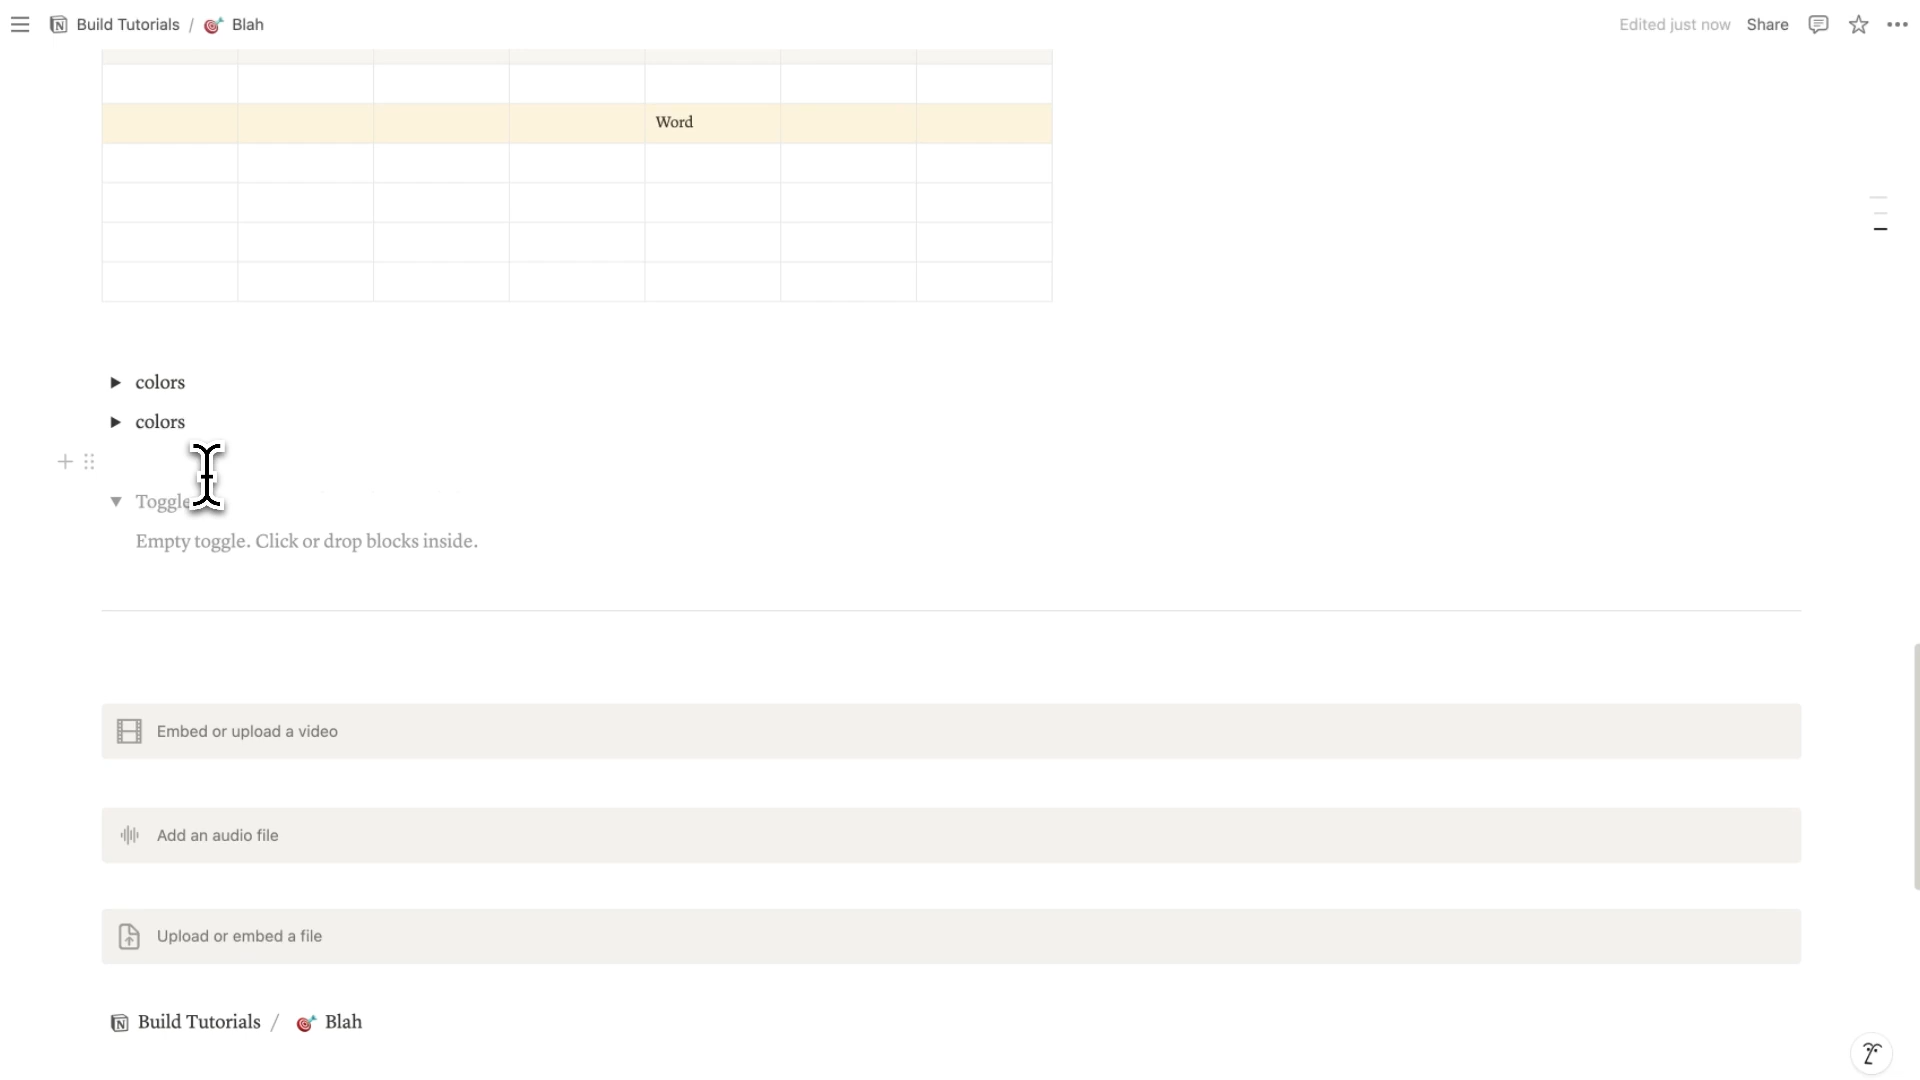 Build Tutorials / Blah
Edited just now Share
Word
colors
colors
Toggle
Empty toggle. Click or drop blocks inside.
Embed or upload a video
Add an audio file
Upload or embed a file
Build Tutorials / Blah